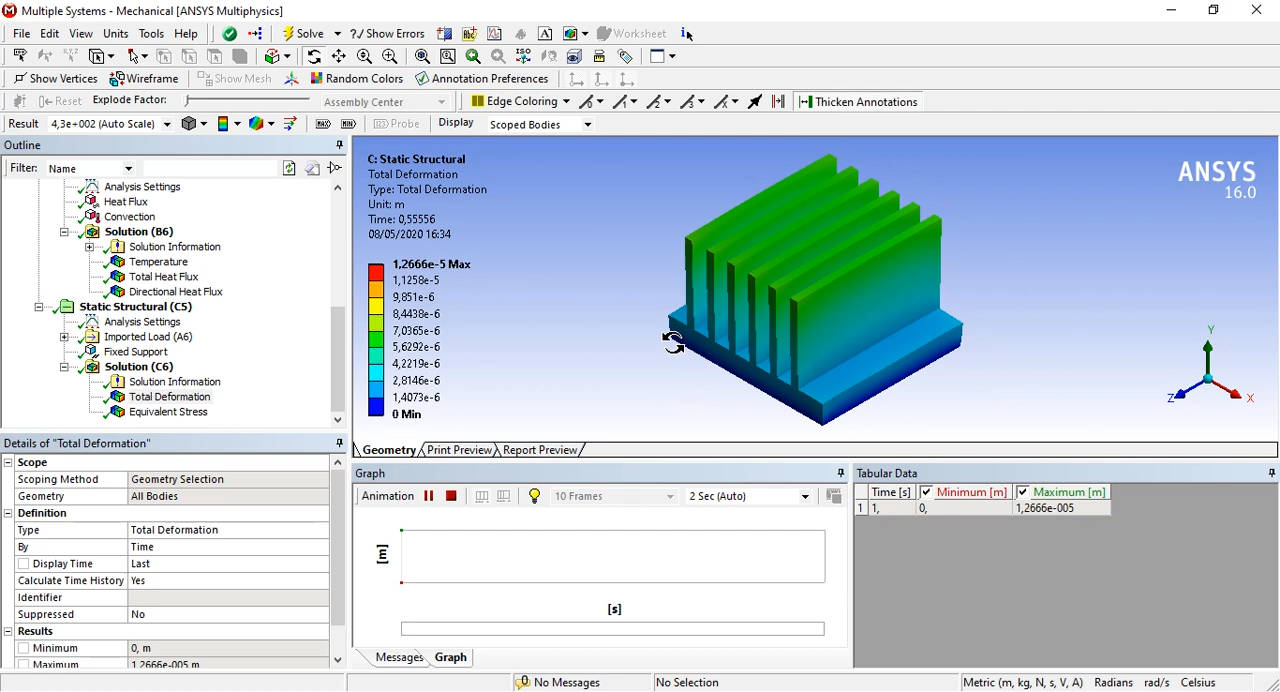 Multiple Systems - Mechanical [ANSYS Multiphysics]
File Edit View Units Tools Help Solve ?/ Show Errors A Worksheet i
Show Vertices Wireframe Show Mesh Random Colors Annotation Preferences
Reset Explode Factor: Assembly Center Edge Coloring Thicken Annotations
Result 4,3e+002 (Auto Scale) MAX MIN Probe Display Scoped Bodies
Outline
Filter: Name
Analysis Settings
Heat Flux
Convection
Solution (B6)
Solution Information
Temperature
Total Heat Flux
Directional Heat Flux
Static Structural (C5)
Analysis Settings
Imported Load (A6)
Fixed Support
Solution (C6)
Solution Information
Total Deformation
Equivalent Stress
C: Static Structural
Total Deformation
Type: Total Deformation
Unit: m
Time: 0,55556
08/05/2020 16:34
1,2666e-5 Max
1,1258e-5
9,851e-6
8,4438e-6
7,0365e-6
5,6292e-6
4,2219e-6
2,8146e-6
1,4073e-6
0 Min
ANSYS
16.0
Y
Z X
Geometry Print Preview Report Preview
Details of "Total Deformation"
Scope
Scoping Method Geometry Selection
Geometry All Bodies
Definition
Type Total Deformation
By Time
Display Time Last
Calculate Time History Yes
Identifier
Suppressed No
Results
Minimum 0, m
Maximum 1,2666e-005 m
Graph
Animation 10 Frames 2 Sec (Auto)
[m]
[s]
Messages Graph
Tabular Data
Time [s] Minimum [m] Maximum [m]
1 1, 0, 1,2666e-005
No Messages No Selection Metric (m, kg, N, s, V, A) Radians rad/s Celsius